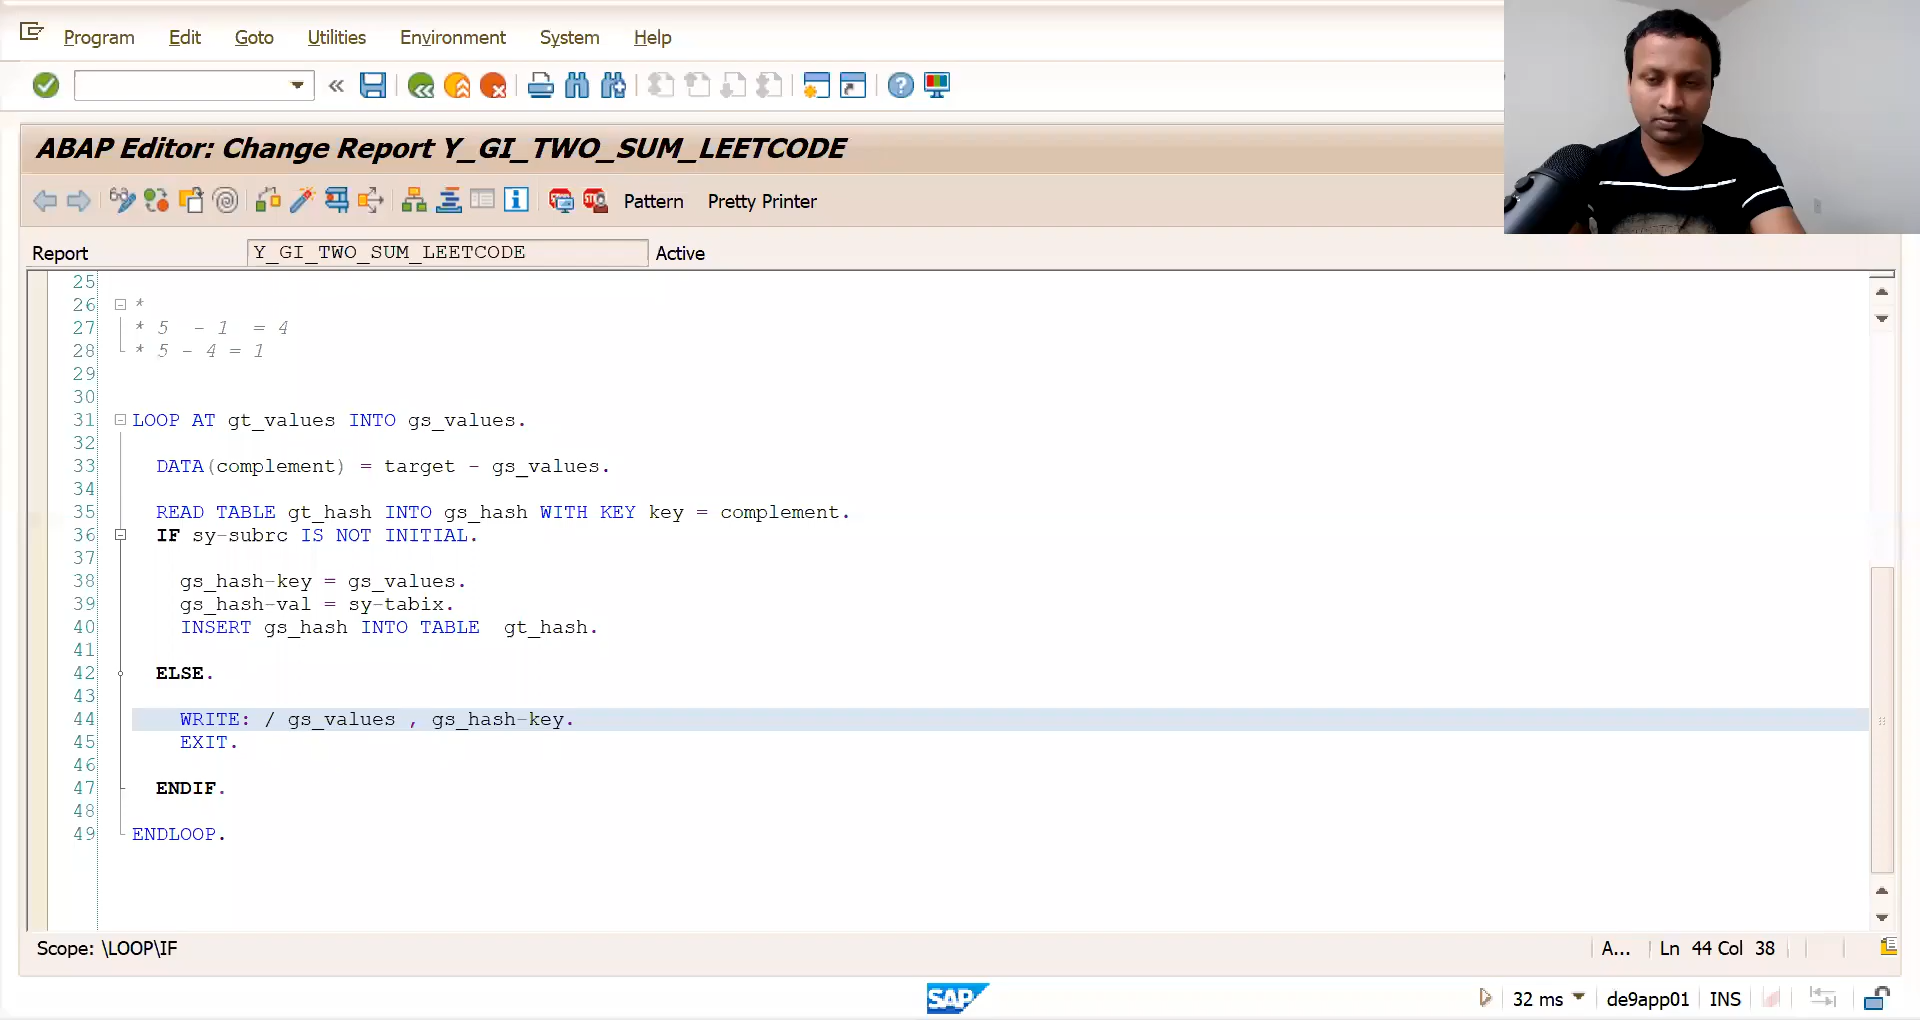 Program Edit Goto Utilities Environment System Help
ABAP Editor: Change Report Y_GI_TWO_SUM_LEETCODE
Pattern Pretty Printer
Report Y_GI_TWO_SUM_LEETCODE Active
25
26 *
27 * 5  - 1  = 4
28 * 5 - 4 = 1
29
30
31 LOOP AT gt_values INTO gs_values.
32
33 DATA(complement) = target - gs_values.
34
35 READ TABLE gt_hash INTO gs_hash WITH KEY key = complement.
36 IF sy-subrc IS NOT INITIAL.
37
38 gs_hash-key = gs_values.
39 gs_hash-val = sy-tabix.
40 INSERT gs_hash INTO TABLE  gt_hash.
41
42 ELSE.
43
44 WRITE: / gs_values , gs_hash-key.
45 EXIT.
46
47 ENDIF.
48
49 ENDLOOP.
Scope: \LOOP\IF A... Ln 44 Col 38
SAP 32 ms de9app01 INS